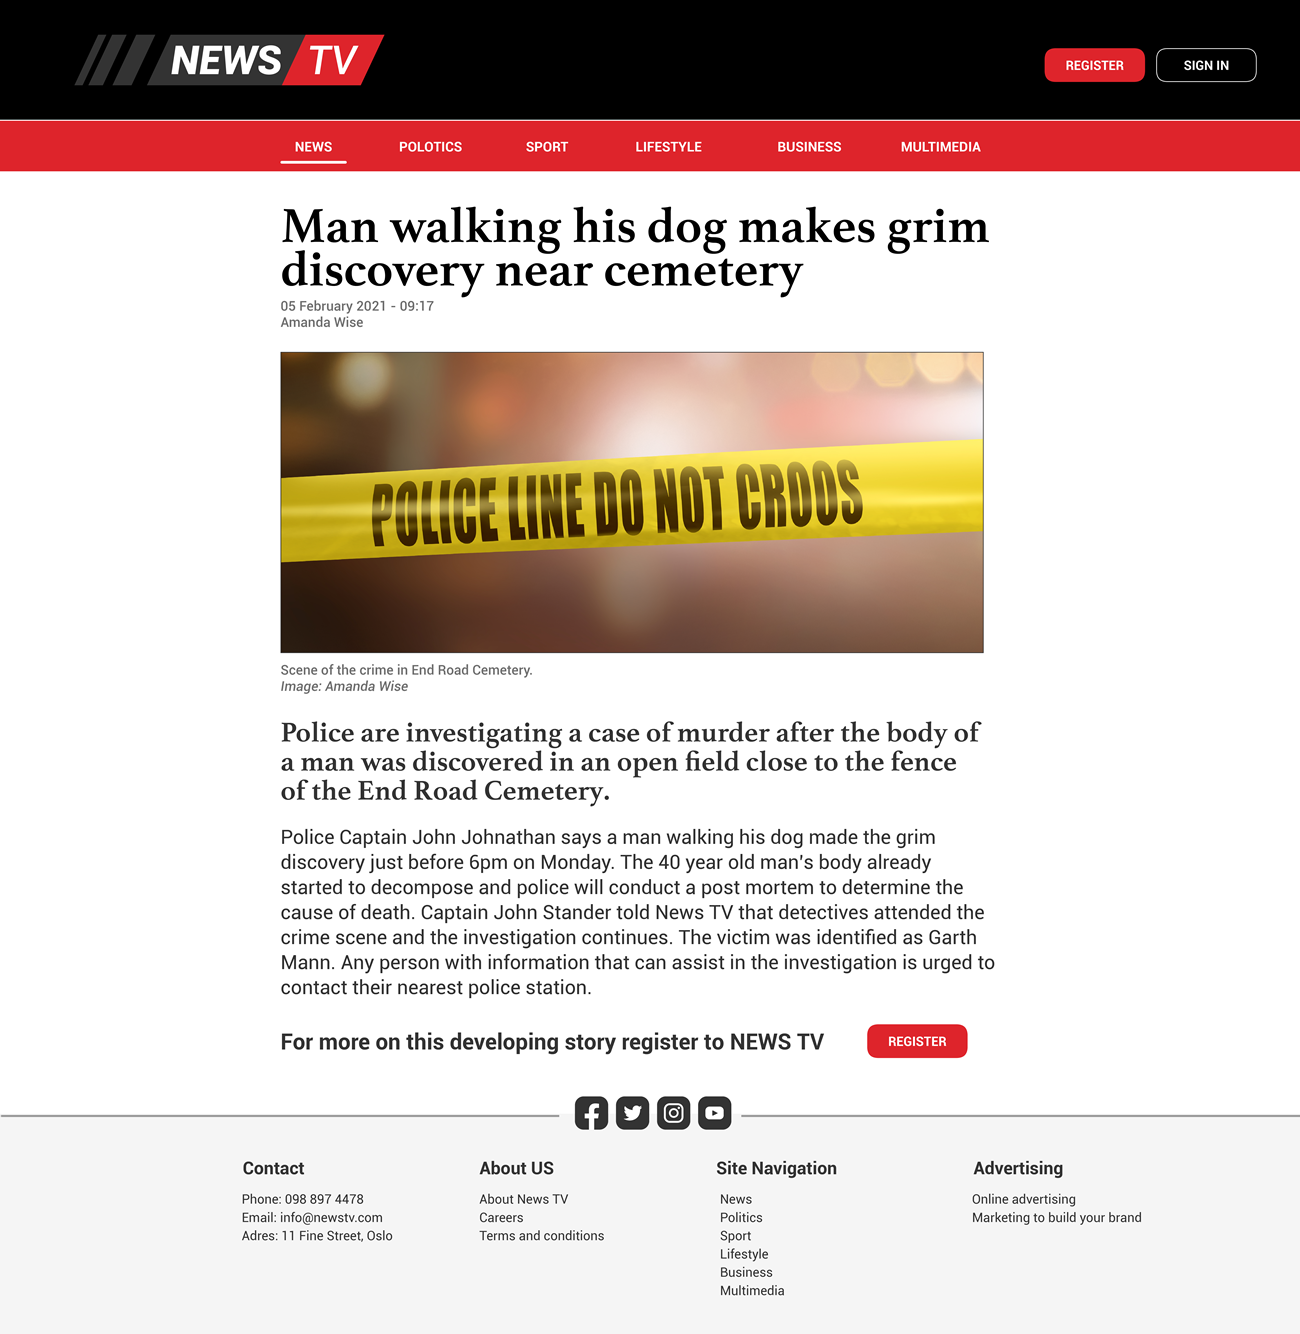 NEWS TV
REGISTER
SIGN IN
NEWS
POLOTICS
SPORT
LIFESTYLE
BUSINESS
MULTIMEDIA
Man walking his dog makes grim
discovery near cemetery
05 February 2021 - 09:17
Amanda Wise
POLICE LINE DO NOT CROOS
Scene of the crime in End Road Cemetery.
Image: Amanda Wise
Police are investigating a case of murder after the body of
a man was discovered in an open field close to the fence
of the End Road Cemetery.
Police Captain John Johnathan says a man walking his dog made the grim
discovery just before 6pm on Monday. The 40 year old man's body already
started to decompose and police will conduct a post mortem to determine the
cause of death. Captain John Stander told News TV that detectives attended the
crime scene and the investigation continues. The victim was identified as Garth
Mann. Any person with information that can assist in the investigation is urged to
contact their nearest police station.
For more on this developing story register to NEWS TV
REGISTER
Contact
Phone: 098 897 4478
Email: info@newstv.com
Adres: 11 Fine Street, Oslo
About US
About News TV
Careers
Terms and conditions
Site Navigation
News
Politics
Sport
Lifestyle
Business
Multimedia
Advertising
Online advertising
Marketing to build your brand